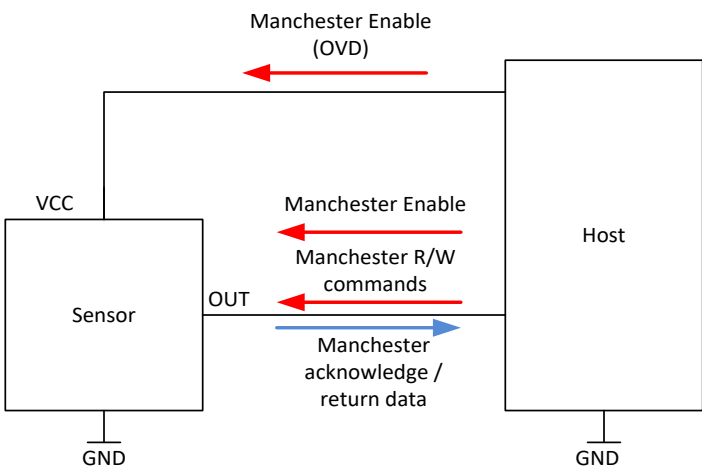 Manchester Enable
(OVD)
VCC
Manchester Enable
Host
Manchester R/W
commands
OUT
Sensor
Manchester
acknowledge /
return data
GND
GND